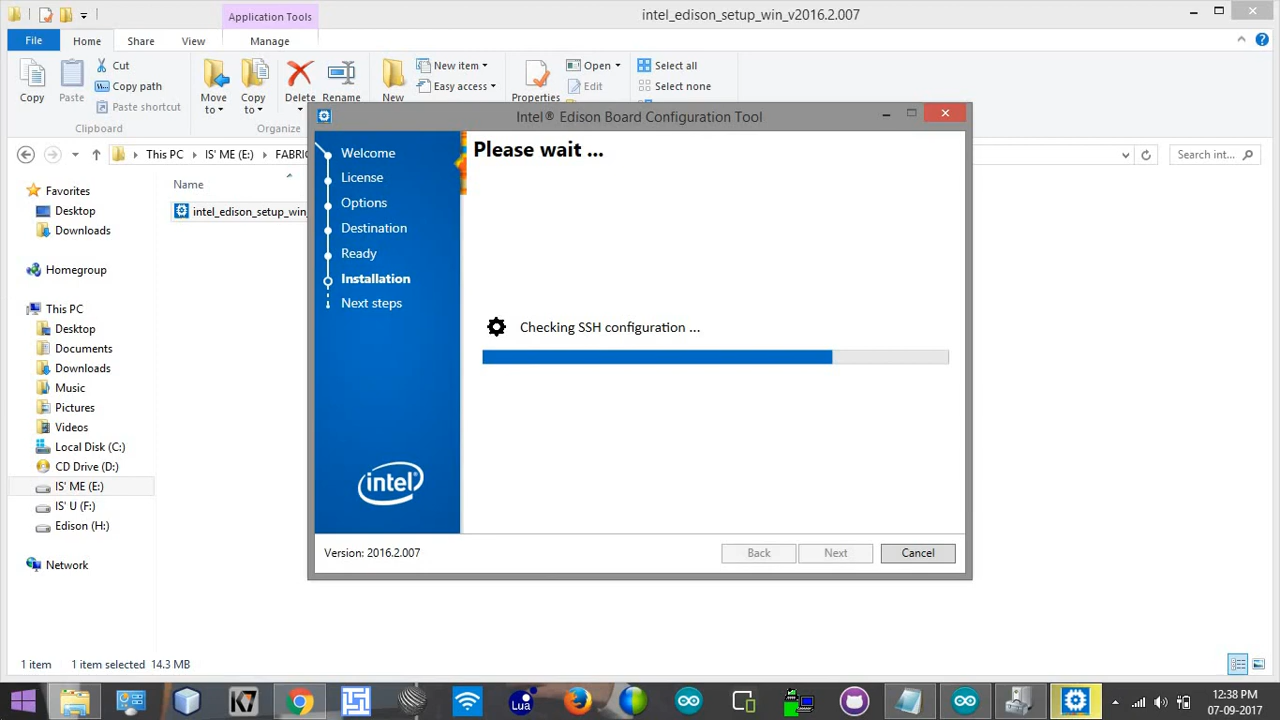 Application Tools
intel_edison_setup_win_v2016.2.007
File
Home
Share
View
Manage
Copy
Paste
Cut
Copy path
Paste shortcut
Clipboard
Move to
Copy to
Delete
Rename
Organize
New
New item
Easy access
Properties
Open
Edit
Select all
Select none
This PC
IS' ME (E:)
FABRI
Search int...
Name
intel_edison_setup_win_
Favorites
Desktop
Downloads
Homegroup
This PC
Desktop
Documents
Downloads
Music
Pictures
Videos
Local Disk (C:)
CD Drive (D:)
IS' ME (E:)
IS' U (F:)
Edison (H:)
Network
Intel® Edison Board Configuration Tool
Welcome
License
Options
Destination
Ready
Installation
Next steps
intel
Please wait ...
Checking SSH configuration ...
Version: 2016.2.007
Back
Next
Cancel
1 item
1 item selected
14.3 MB
K7
Lua
12:38 PM
07-09-2017